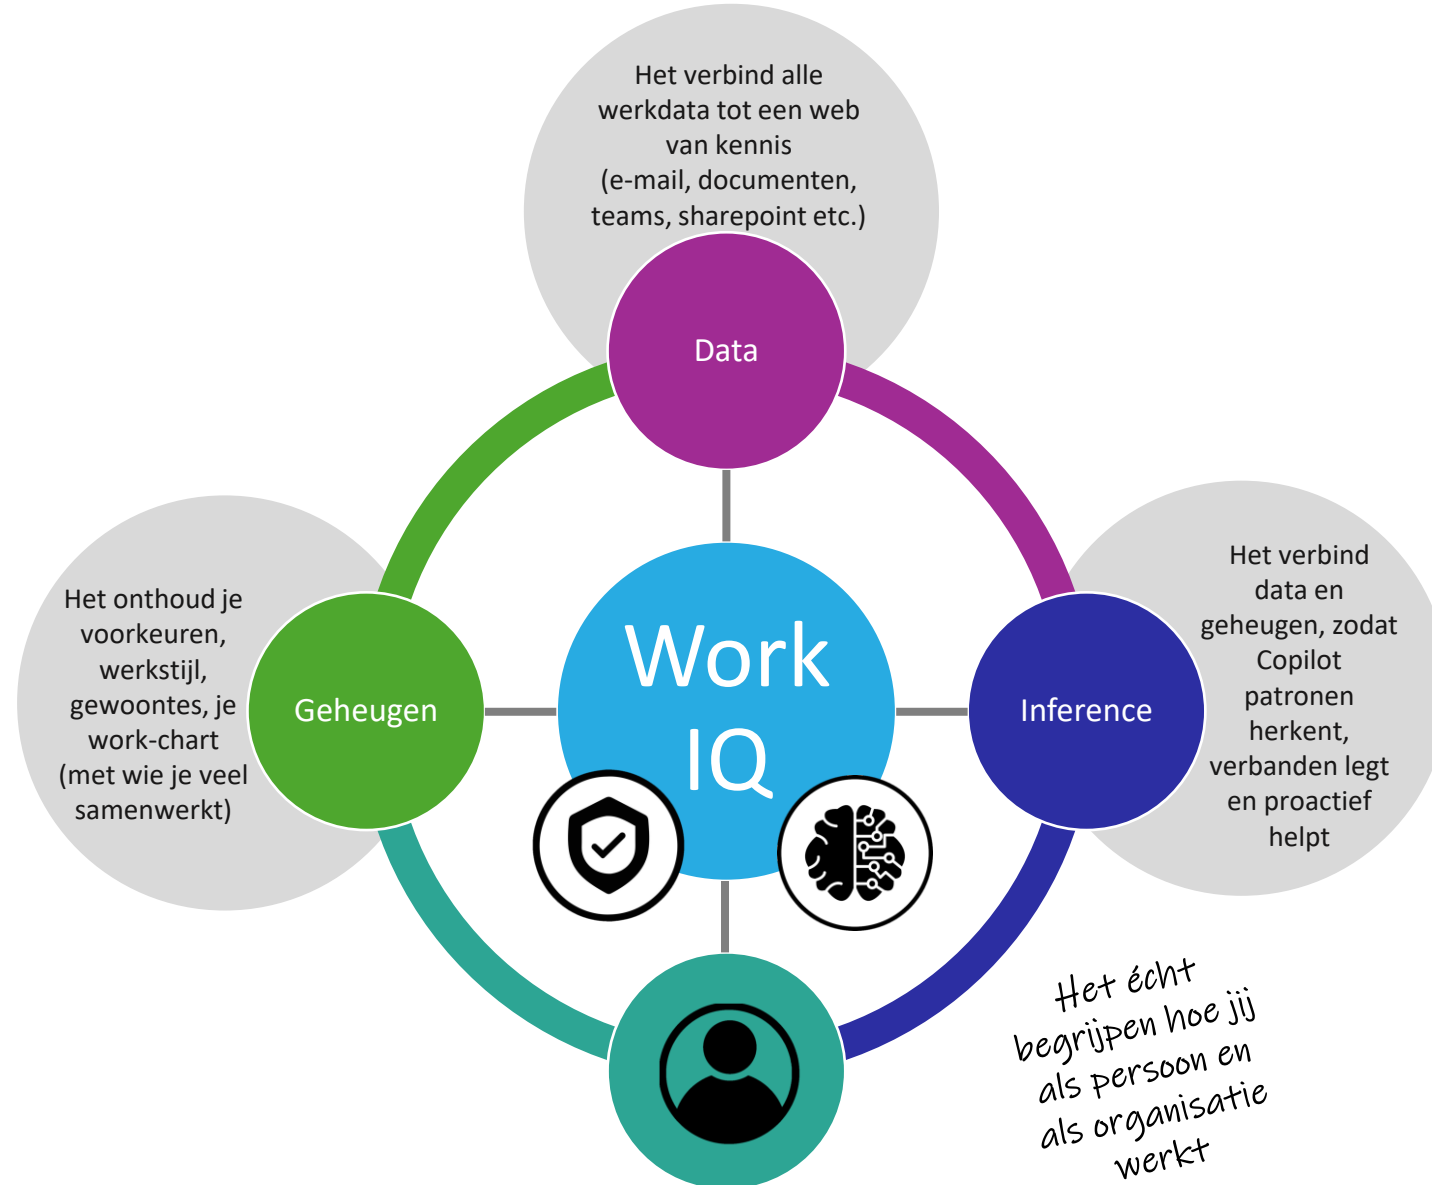 Het verbind alle
werkdata tot een web
van kennis
(e-mail, documenten,
teams, sharepoint etc.)
Data
Het onthoud je
voorkeuren,
werkstijl,
gewoontes, je
work-chart
(met wie je veel
samenwerkt)
Geheugen
Work
IQ
Inference
Het verbind
data en
geheugen, zodat
Copilot
patronen
herkent,
verbanden legt
en proactief
helpt
Het écht
begrijpen hoe jij
als persoon en
als organisatie
werkt